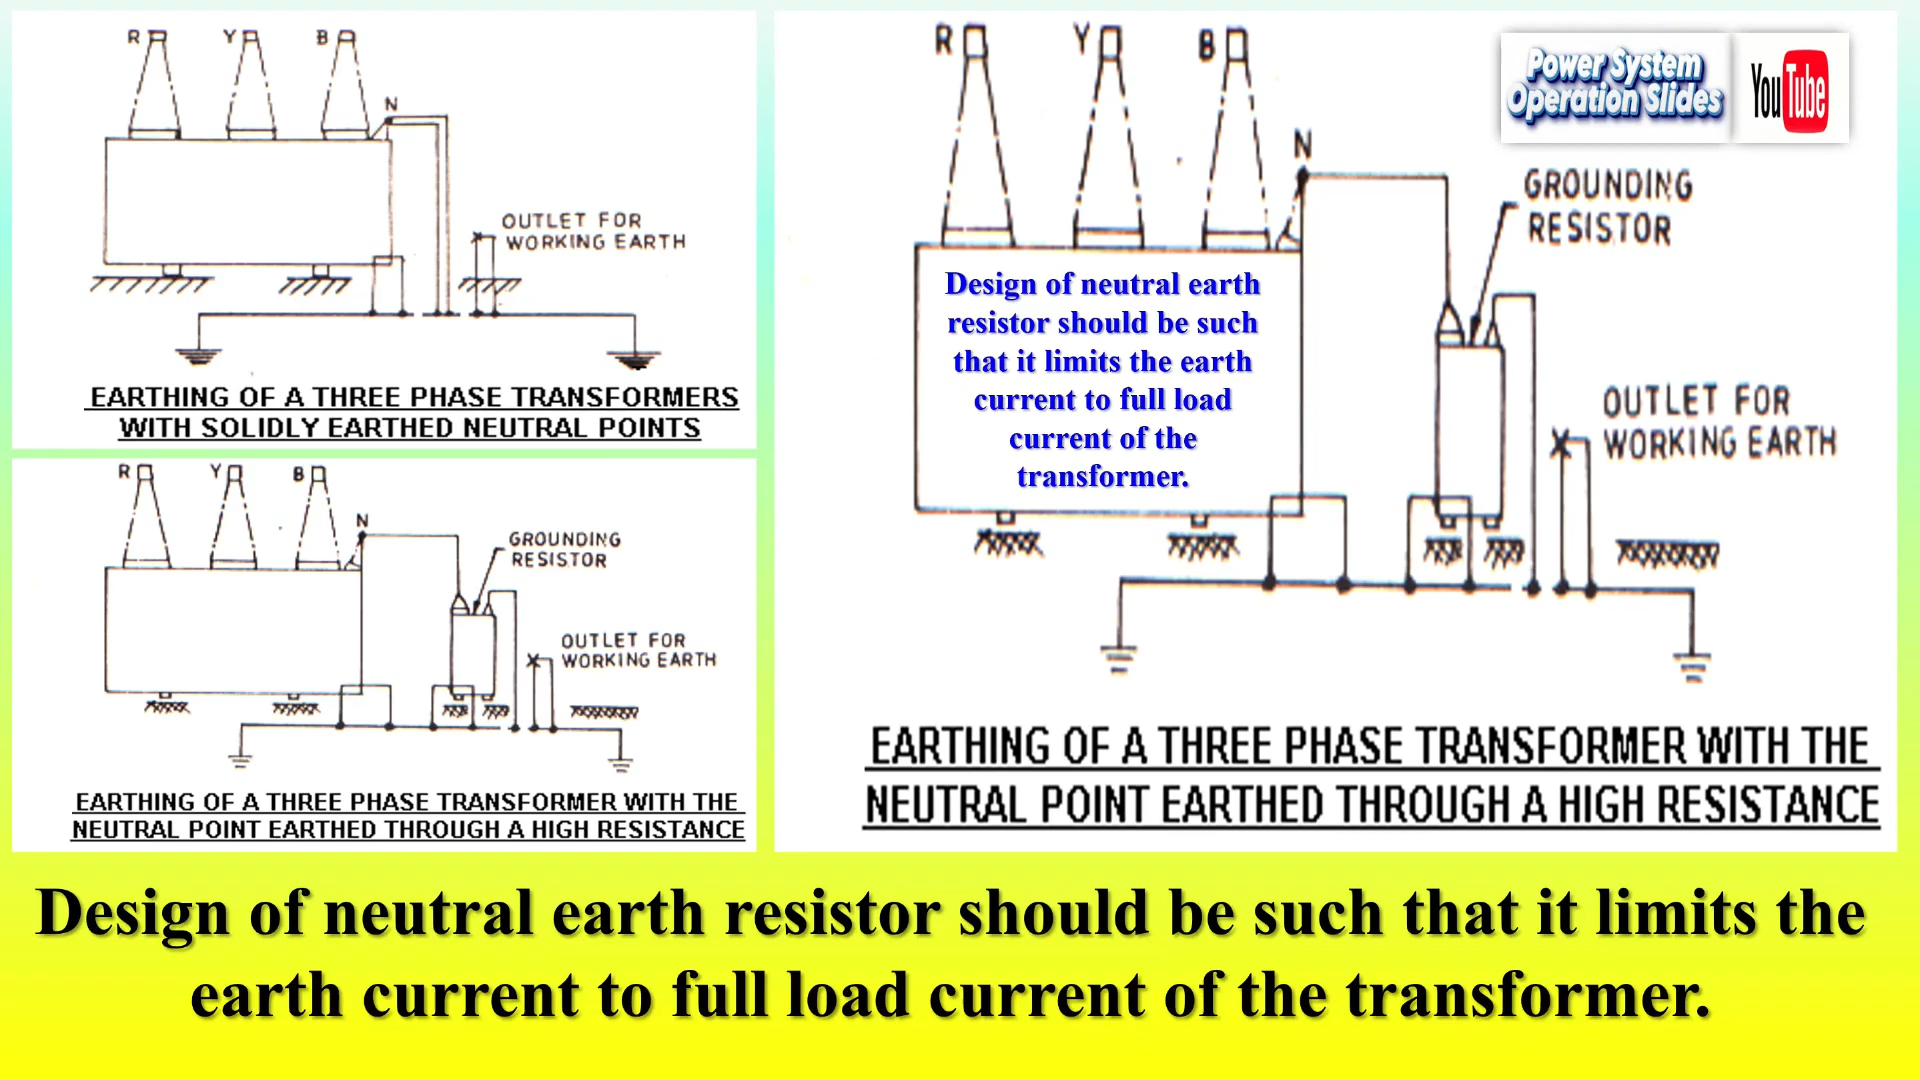 R Y B
N
OUTLET FOR
WORKING EARTH
EARTHING OF A THREE PHASE TRANSFORMERS
WITH SOLIDLY EARTHED NEUTRAL POINTS
R Y B
N
GROUNDING
RESISTOR
OUTLET FOR
WORKING EARTH
EARTHING OF A THREE PHASE TRANSFORMER WITH THE
NEUTRAL POINT EARTHED THROUGH A HIGH RESISTANCE
R Y B
Power System
Operation Slides
YouTube
N
GROUNDING
RESISTOR
Design of neutral earth
resistor should be such
that it limits the earth
current to full load
current of the
transformer.
OUTLET FOR
WORKING EARTH
EARTHING OF A THREE PHASE TRANSFORMER WITH THE
NEUTRAL POINT EARTHED THROUGH A HIGH RESISTANCE
Design of neutral earth resistor should be such that it limits the
earth current to full load current of the transformer.